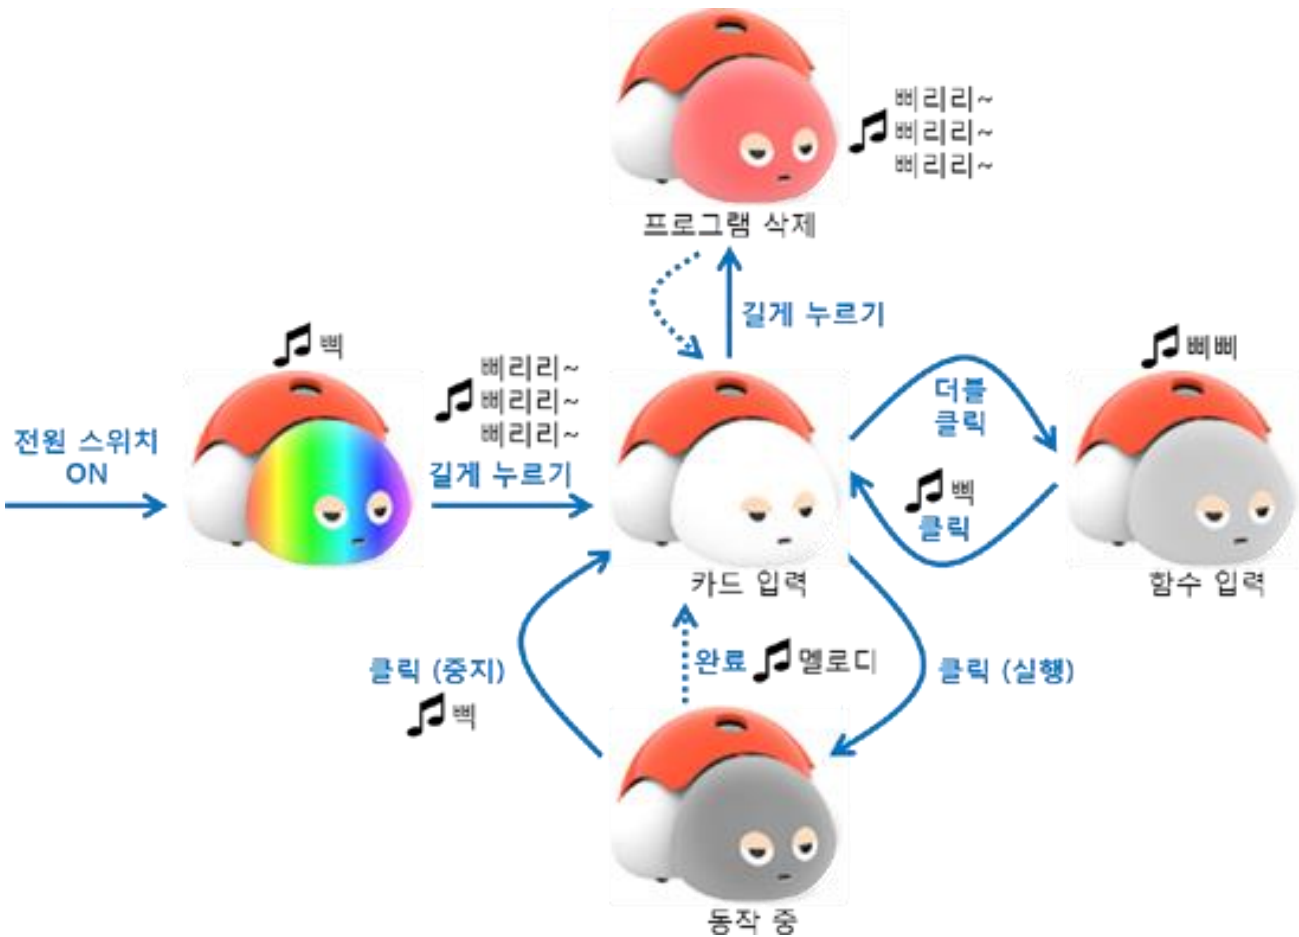 삐리리~
삐리리~
삐리리~
프로그램 삭제
길게 누르기
삑
삐리리~
삐리리~
삐리리~
전원 스위치
ON
길게 누르기
더블
클릭
삐삐
삑
클릭
카드 입력
함수 입력
클릭 (중지)
삑
완료
멜로디
클릭 (실행)
동작 중